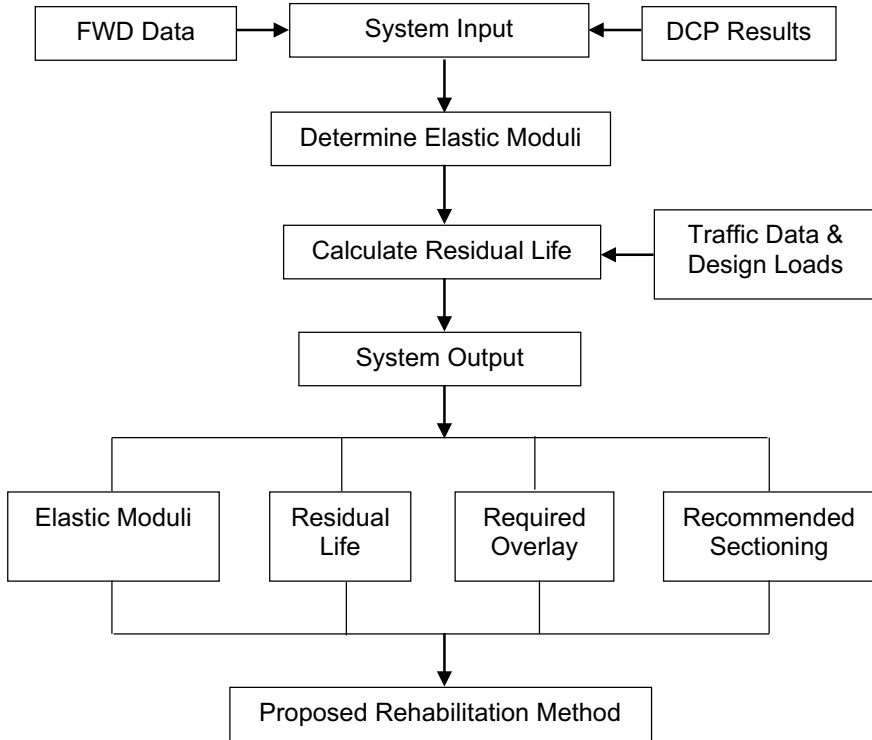 FWD Data
System Input
DCP Results
Determine Elastic Moduli
Calculate Residual Life
Traffic Data &
Design Loads
System Output
Elastic Moduli
Residual
Life
Required
Overlay
Recommended
Sectioning
Proposed Rehabilitation Method